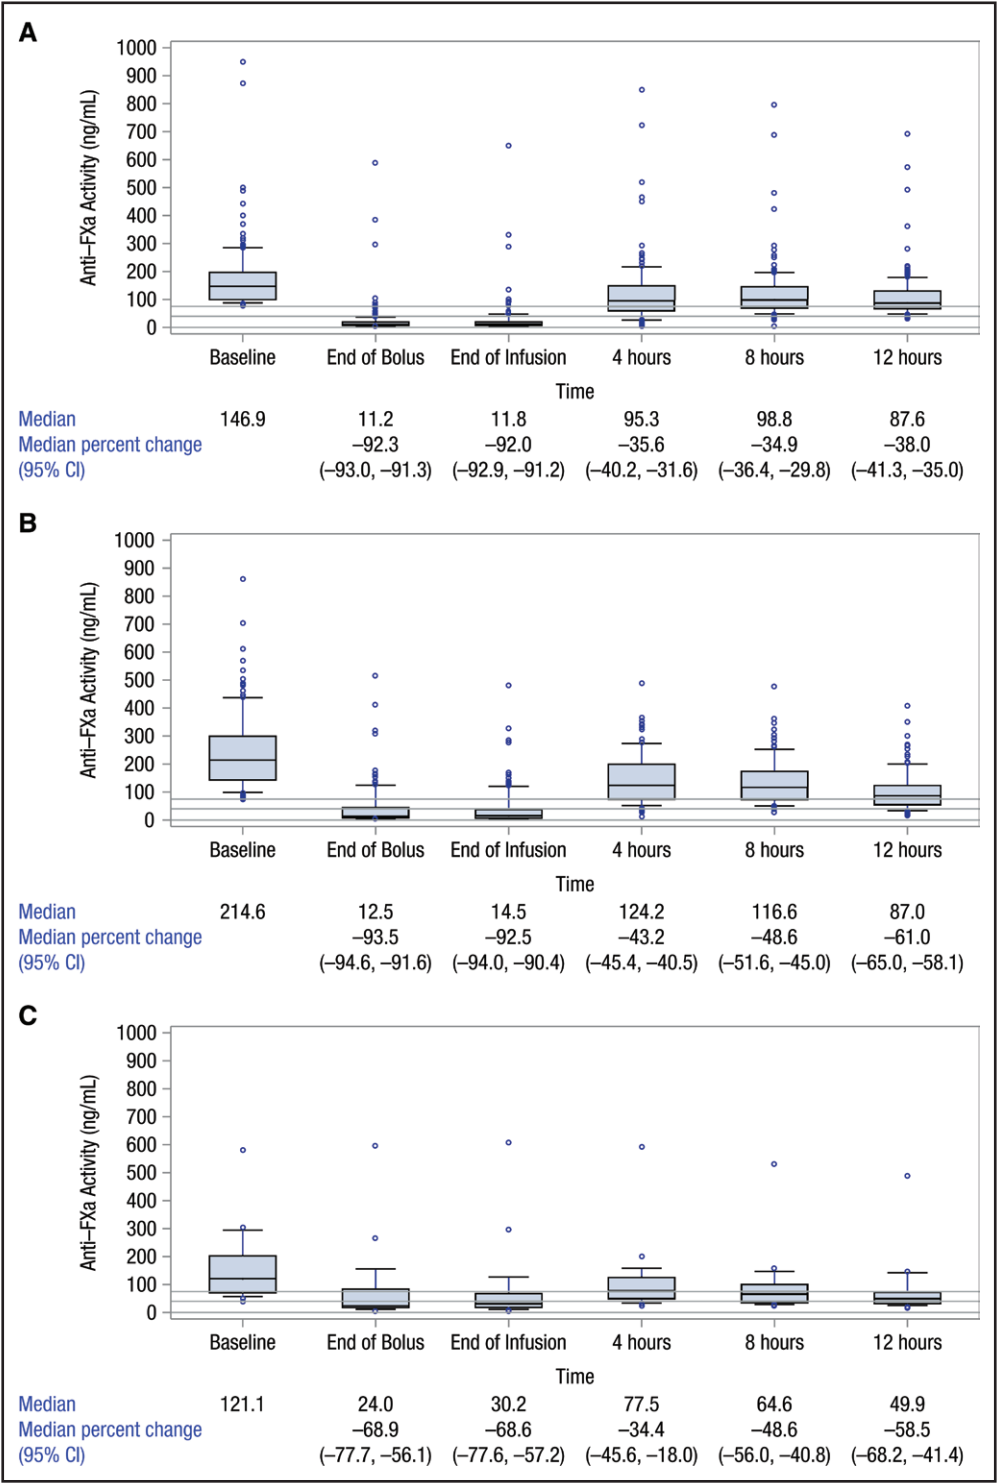 A
1000
900
800
700
600
500
400
300
200
100
0
Anti–FXa Activity (ng/mL)
Baseline End of Bolus End of Infusion 4 hours 8 hours 12 hours
Time
Median 146.9 11.2 11.8 95.3 98.8 87.6
Median percent change –92.3 –92.0 –35.6 –34.9 –38.0
(95% CI) (–93.0, –91.3) (–92.9, –91.2) (–40.2, –31.6) (–36.4, –29.8) (–41.3, –35.0)
B
1000
900
800
700
600
500
400
300
200
100
0
Anti–FXa Activity (ng/mL)
Baseline End of Bolus End of Infusion 4 hours 8 hours 12 hours
Time
Median 214.6 12.5 14.5 124.2 116.6 87.0
Median percent change –93.5 –92.5 –43.2 –48.6 –61.0
(95% CI) (–94.6, –91.6) (–94.0, –90.4) (–45.4, –40.5) (–51.6, –45.0) (–65.0, –58.1)
C
1000
900
800
700
600
500
400
300
200
100
0
Anti–FXa Activity (ng/mL)
Baseline End of Bolus End of Infusion 4 hours 8 hours 12 hours
Time
Median 121.1 24.0 30.2 77.5 64.6 49.9
Median percent change –68.9 –68.6 –34.4 –48.6 –58.5
(95% CI) (–77.7, –56.1) (–77.6, –57.2) (–45.6, –18.0) (–56.0, –40.8) (–68.2, –41.4)